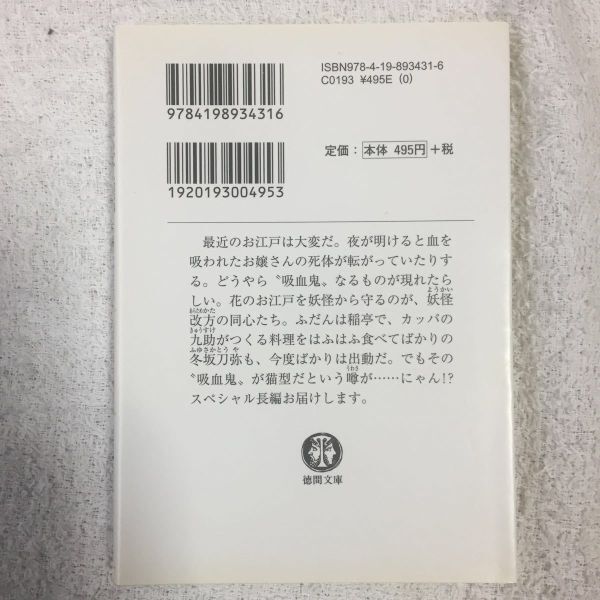 ISBN978-4-19-893431-6
C0193 ¥495E (0)
9784198934316
定価：本体 495円＋税
1920193004953
最近のお江戸は大変だ。夜が明けると血を
吸われたお嬢さんの死体が転がっていたりす
る。どうやら〝吸血鬼〟なるものが現れたら
しい。花のお江戸を妖怪から守るのが、妖怪
改方の同心たち。ふだんは稲亭で、カッパの
九助がつくる料理をはふはふ食べてばかりの
冬坂刀弥も、今度ばかりは出動だ。でもその
〝吸血鬼〟が猫型だという噂が……にゃん!?
スペシャル長編お届けします。
徳間文庫